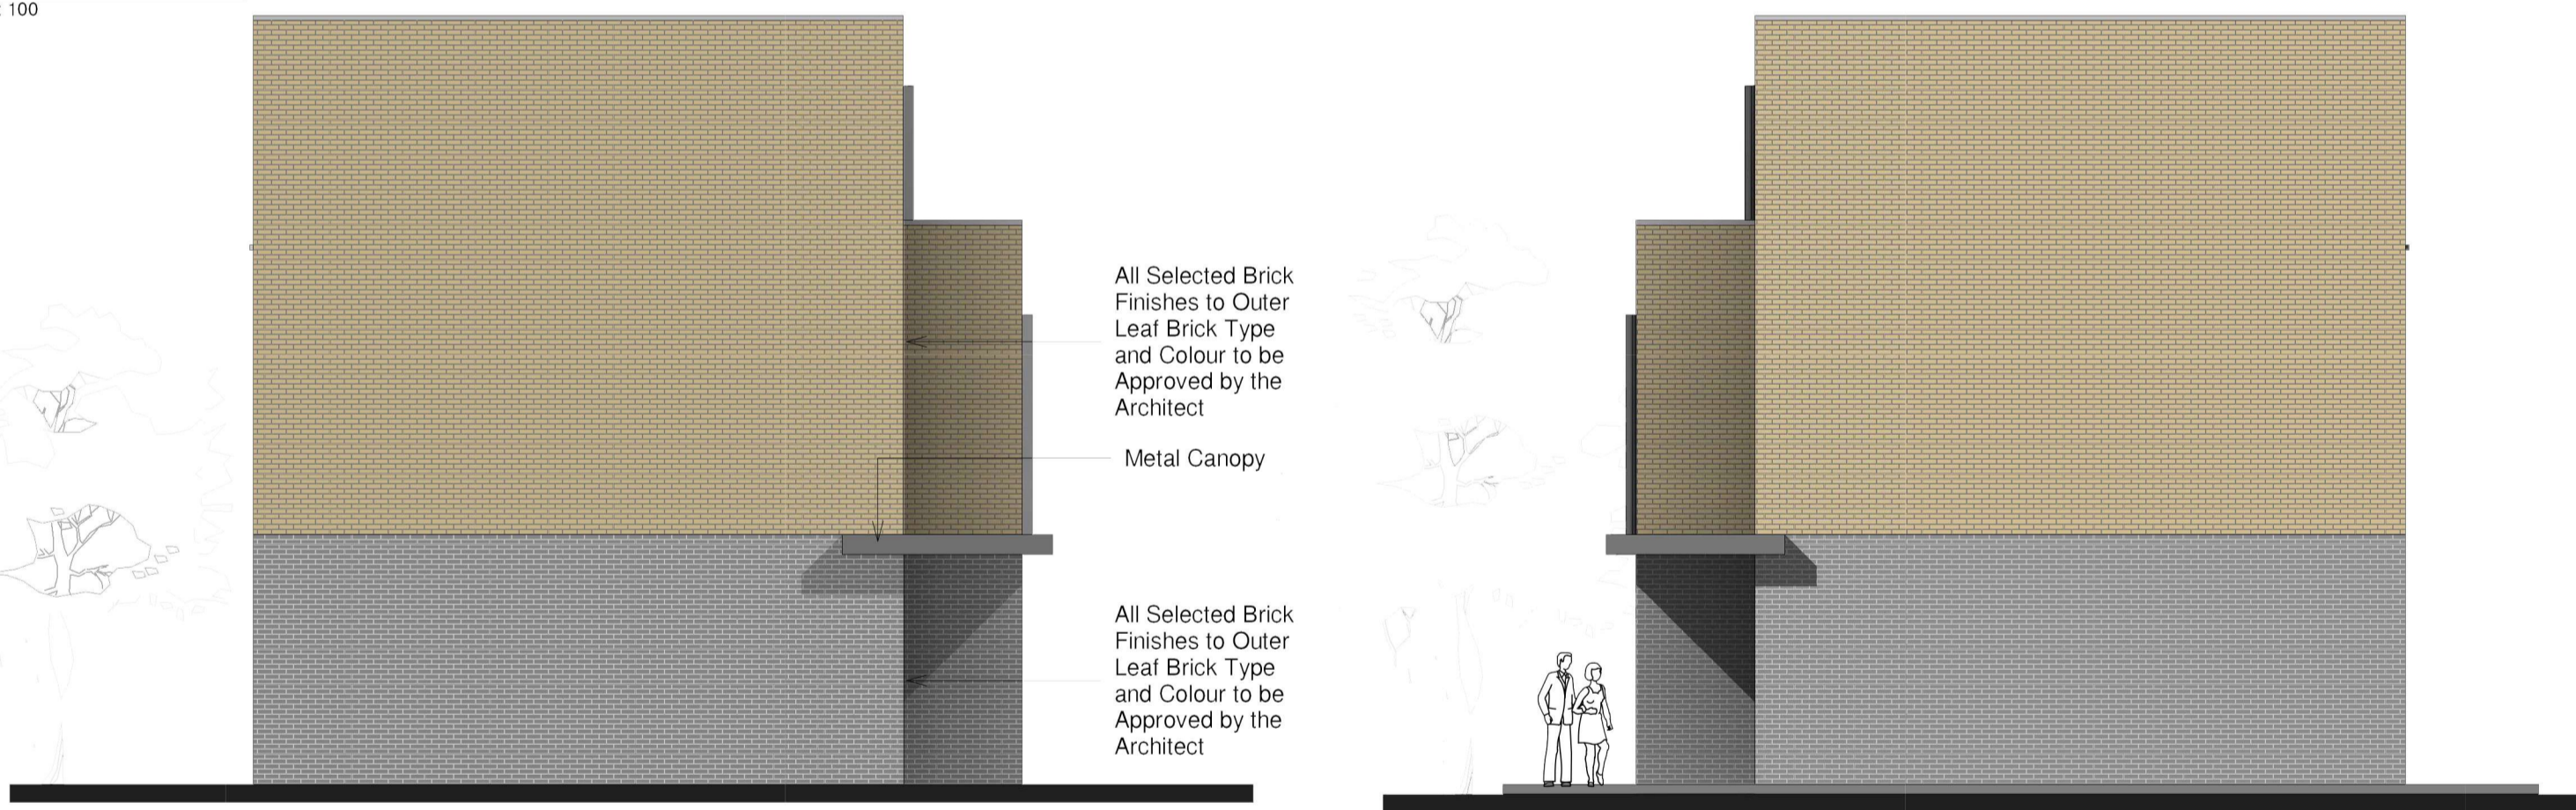 : 100
All Selected Brick
Finishes to Outer
Leaf Brick Type
and Colour to be
Approved by the
Architect
Metal Canopy
All Selected Brick
Finishes to Outer
Leaf Brick Type
and Colour to be
Approved by the
Architect